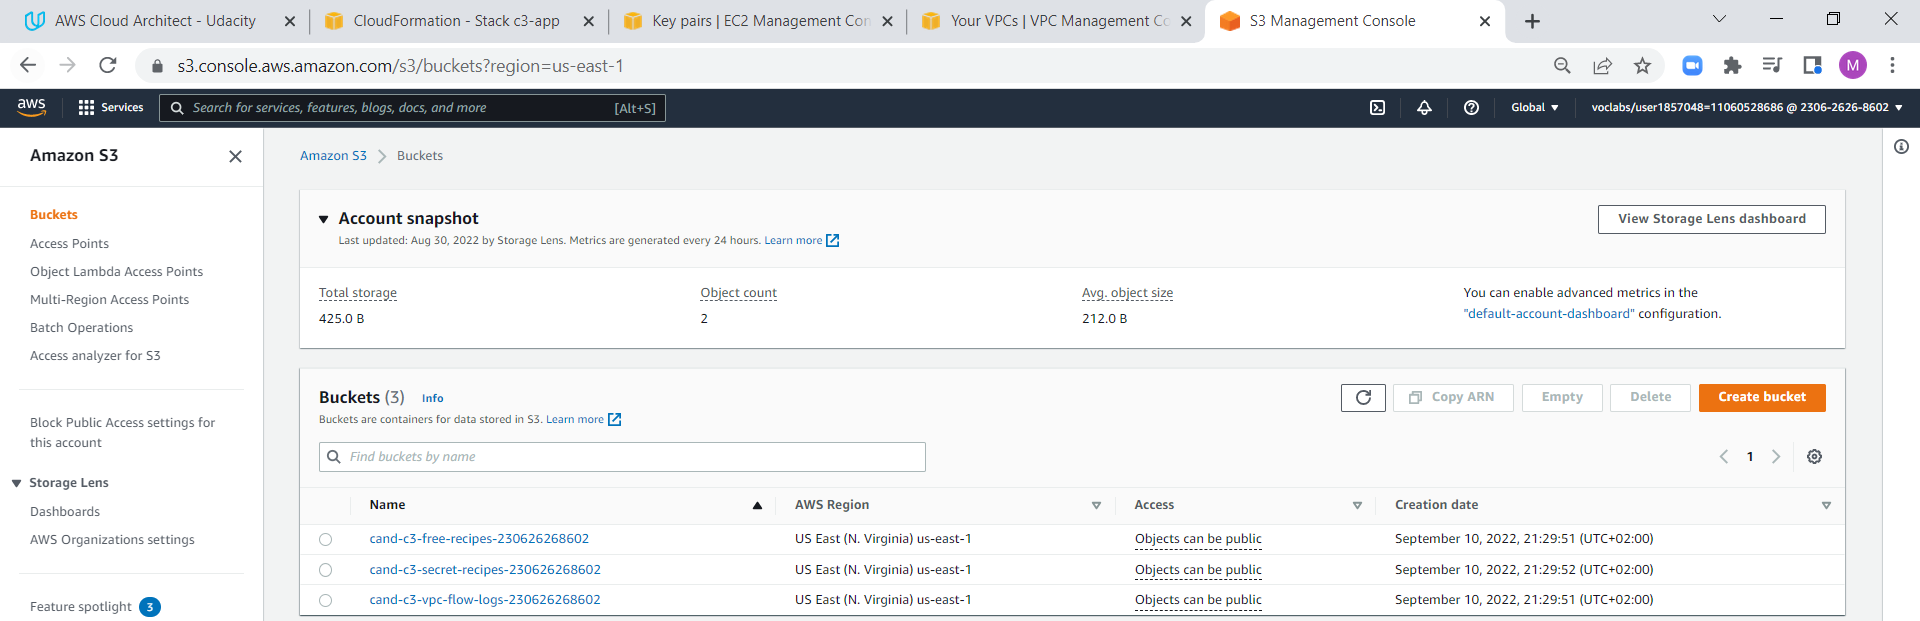 AWS Cloud Architect - Udacity
CloudFormation - Stack c3-app
Key pairs | EC2 Management Con
Your VPCs | VPC Management Co
S3 Management Console
s3.console.aws.amazon.com/s3/buckets?region=us-east-1
M
aws
Services
Search for services, features, blogs, docs, and more
[Alt+S]
Global
voclabs/user1857048=11060528686 @ 2306-2626-8602
Amazon S3
Buckets
Access Points
Object Lambda Access Points
Multi-Region Access Points
Batch Operations
Access analyzer for S3
Block Public Access settings for
this account
Storage Lens
Dashboards
AWS Organizations settings
Feature spotlight 3
Amazon S3 > Buckets
Account snapshot
Last updated: Aug 30, 2022 by Storage Lens. Metrics are generated every 24 hours. Learn more
View Storage Lens dashboard
Total storage
425.0 B
Object count
2
Avg. object size
212.0 B
You can enable advanced metrics in the
"default-account-dashboard" configuration.
Buckets (3) Info
Buckets are containers for data stored in S3. Learn more
Copy ARN
Empty
Delete
Create bucket
Find buckets by name
1
Name AWS Region Access Creation date
cand-c3-free-recipes-230626268602 US East (N. Virginia) us-east-1 Objects can be public September 10, 2022, 21:29:51 (UTC+02:00)
cand-c3-secret-recipes-230626268602 US East (N. Virginia) us-east-1 Objects can be public September 10, 2022, 21:29:52 (UTC+02:00)
cand-c3-vpc-flow-logs-230626268602 US East (N. Virginia) us-east-1 Objects can be public September 10, 2022, 21:29:51 (UTC+02:00)